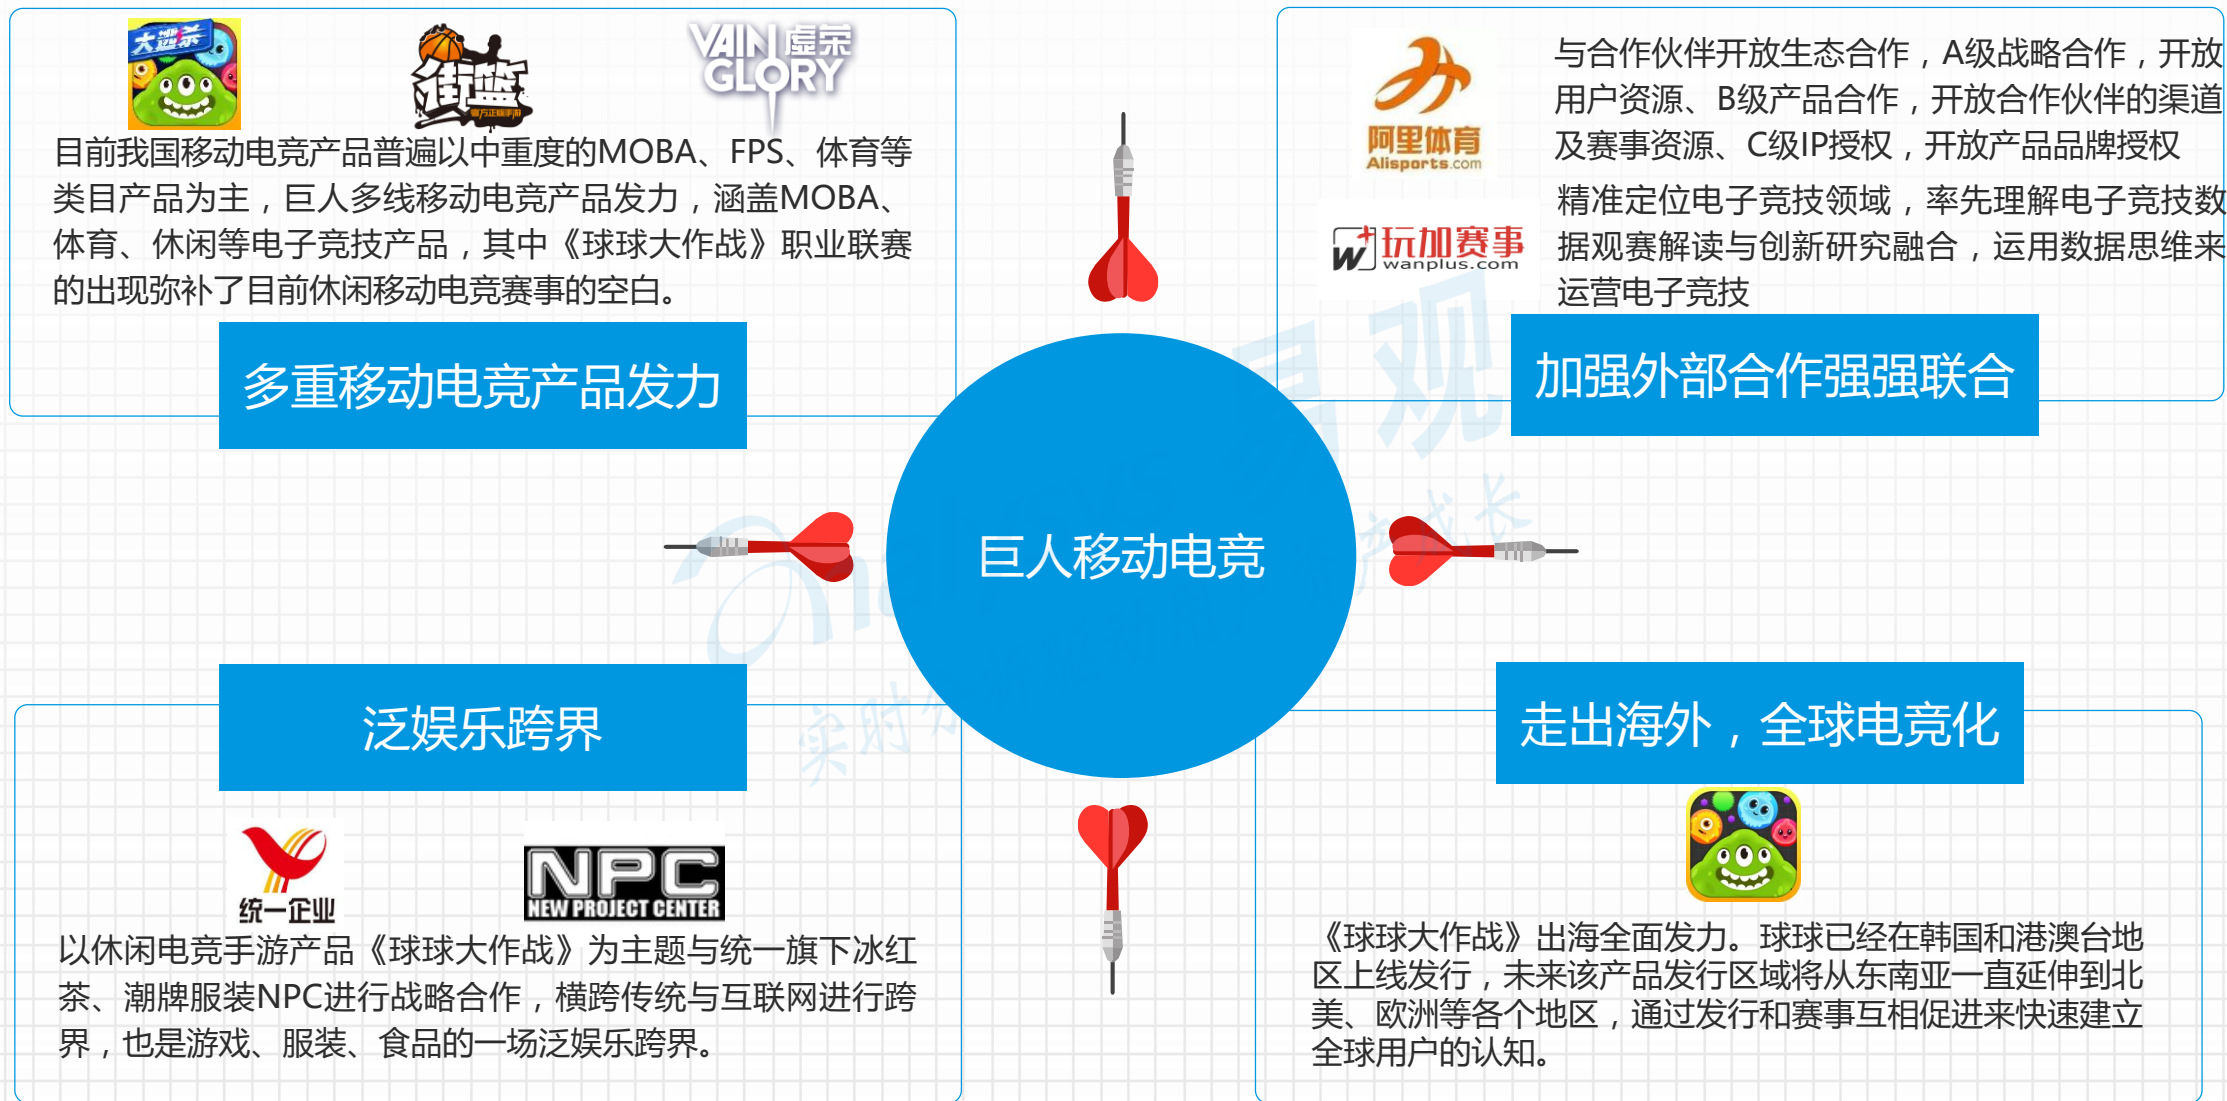 大逃杀
街篮
官方正版手游
VAIN 虚荣
GLORY
目前我国移动电竞产品普遍以中重度的MOBA、FPS、体育等
类目产品为主，巨人多线移动电竞产品发力，涵盖MOBA、
体育、休闲等电子竞技产品，其中《球球大作战》职业联赛
的出现弥补了目前休闲移动电竞赛事的空白。
多重移动电竞产品发力
阿里体育
Alisports.com
与合作伙伴开放生态合作，A级战略合作，开放
用户资源、B级产品合作，开放合作伙伴的渠道
及赛事资源、C级IP授权，开放产品品牌授权
玩加赛事
wanplus.com
精准定位电子竞技领域，率先理解电子竞技数
据观赛解读与创新研究融合，运用数据思维来
运营电子竞技
加强外部合作强强联合
巨人移动电竞
泛娱乐跨界
统一企业
NPC
NEW PROJECT CENTER
以休闲电竞手游产品《球球大作战》为主题与统一旗下冰红
茶、潮牌服装NPC进行战略合作，横跨传统与互联网进行跨
界，也是游戏、服装、食品的一场泛娱乐跨界。
走出海外，全球电竞化
《球球大作战》出海全面发力。球球已经在韩国和港澳台地
区上线发行，未来该产品发行区域将从东南亚一直延伸到北
美、欧洲等各个地区，通过发行和赛事互相促进来快速建立
全球用户的认知。